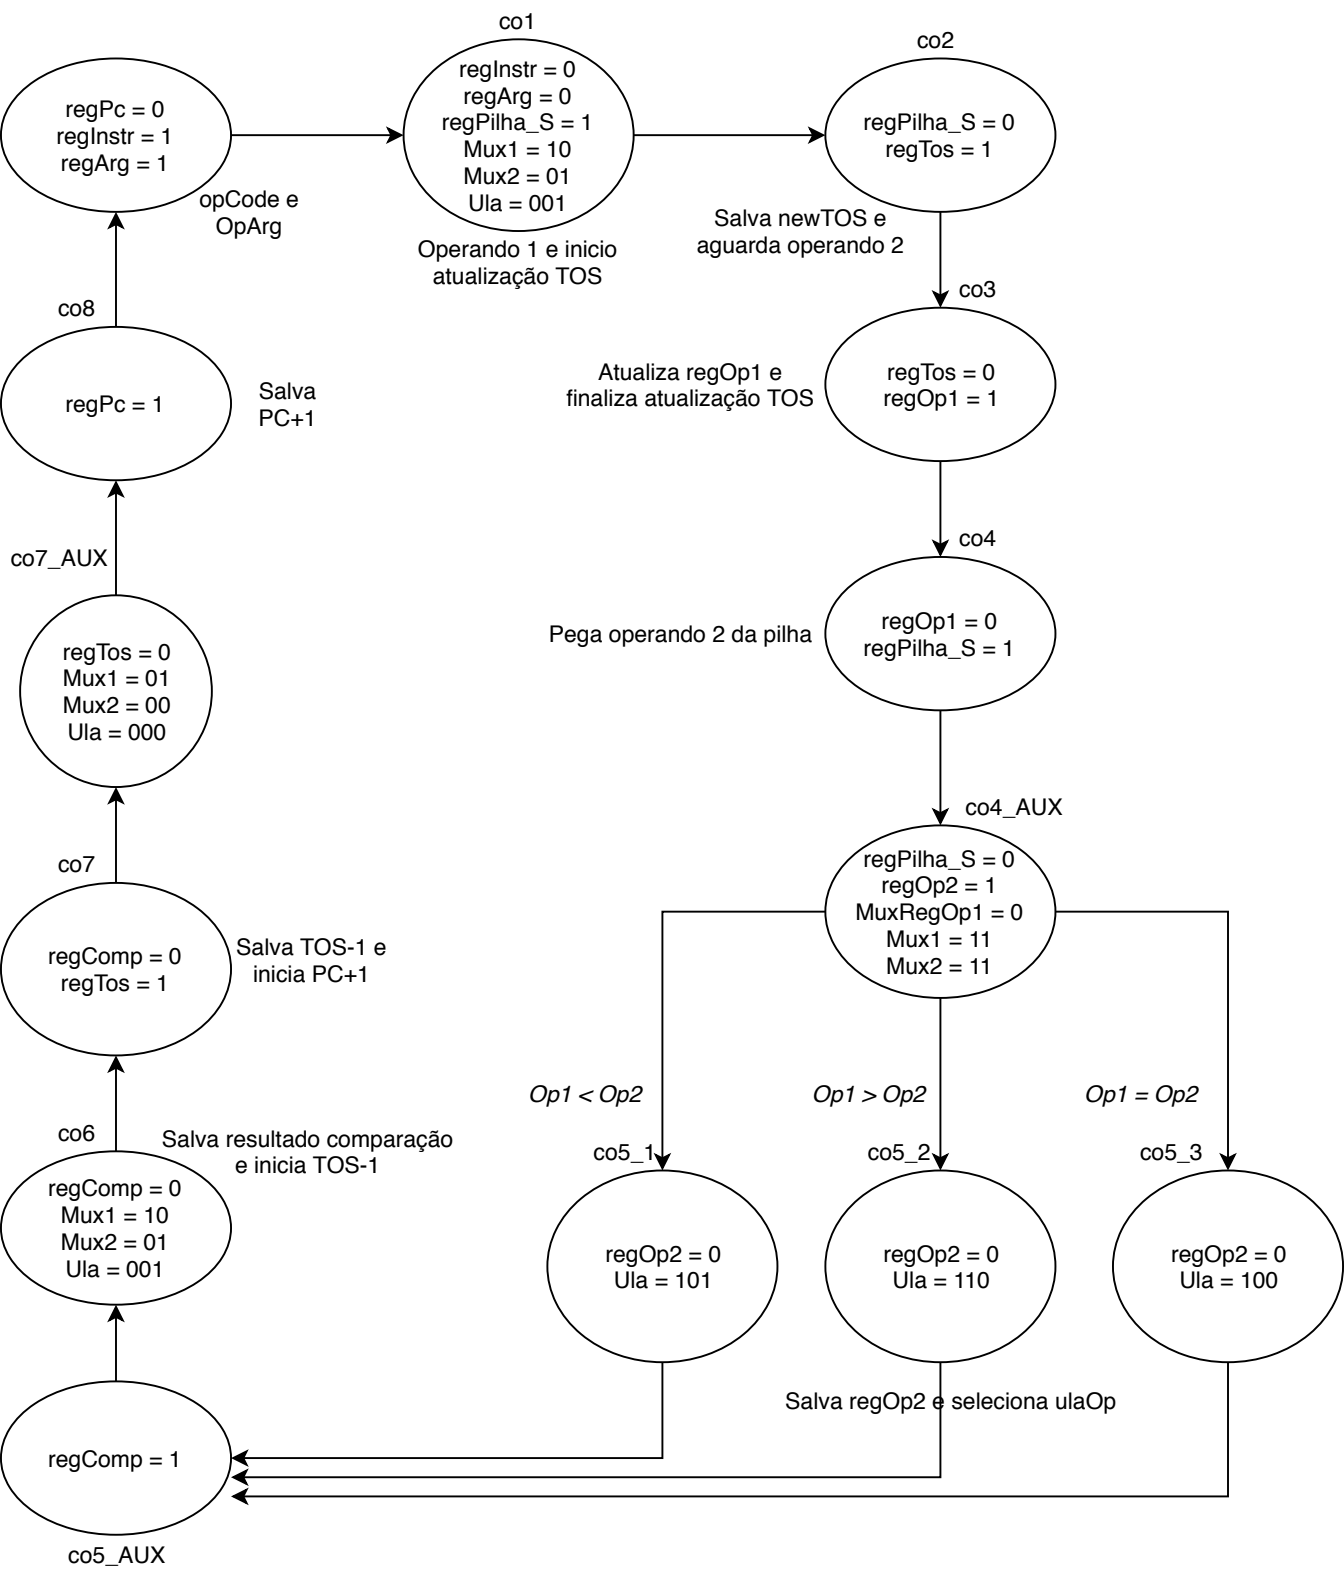 co1
regInstr = 0
regArg = 0
regPilha_S = 1
Mux1 = 10
Mux2 = 01
Ula = 001
Operando 1 e inicio
atualização TOS
co2
regPilha_S = 0
regTos = 1
Salva newTOS e
aguarda operando 2
co3
regTos = 0
regOp1 = 1
Atualiza regOp1 e
finaliza atualização TOS
co4
regOp1 = 0
regPilha_S = 1
Pega operando 2 da pilha
co4_AUX
regPilha_S = 0
regOp2 = 1
MuxRegOp1 = 0
Mux1 = 11
Mux2 = 11
Op1 < Op2
Op1 > Op2
Op1 = Op2
co5_1
regOp2 = 0
Ula = 101
co5_2
regOp2 = 0
Ula = 110
co5_3
regOp2 = 0
Ula = 100
Salva regOp2 e seleciona ulaOp
regComp = 1
co5_AUX
co6
regComp = 0
Mux1 = 10
Mux2 = 01
Ula = 001
Salva resultado comparação
e inicia TOS-1
co7
regComp = 0
regTos = 1
Salva TOS-1 e
inicia PC+1
co7_AUX
regTos = 0
Mux1 = 01
Mux2 = 00
Ula = 000
co8
regPc = 1
Salva
PC+1
regPc = 0
regInstr = 1
regArg = 1
opCode e
OpArg